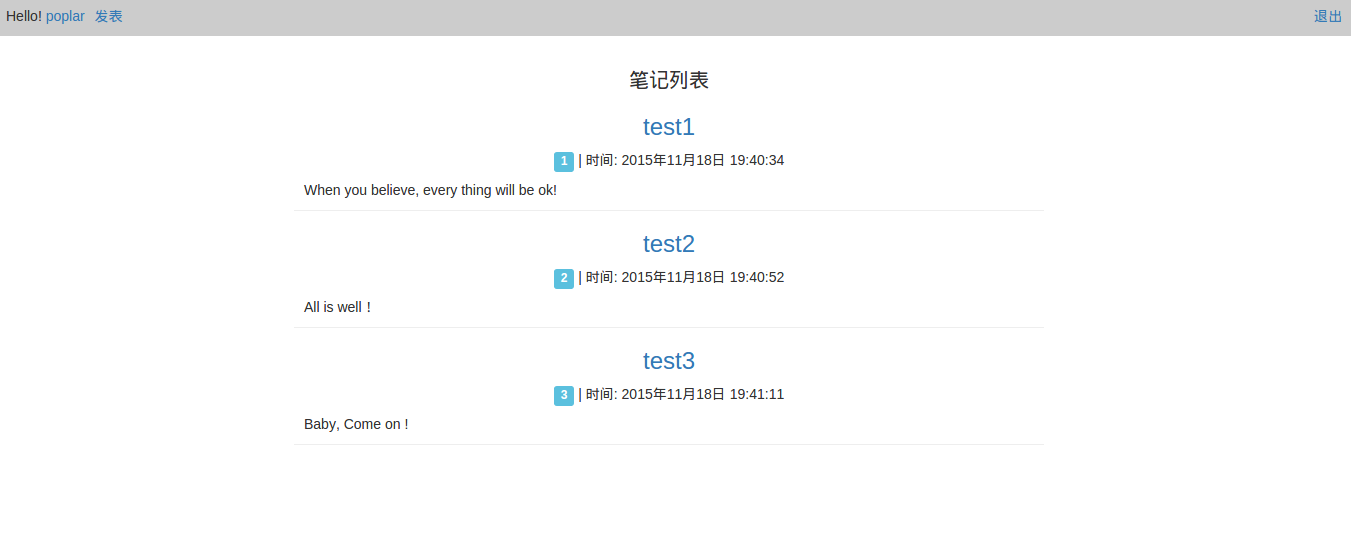 Hello! poplar 发表 退出
笔记列表
test1
1 | 时间: 2015年11月18日 19:40:34
When you believe, every thing will be ok!
test2
2 | 时间: 2015年11月18日 19:40:52
All is well！
test3
3 | 时间: 2015年11月18日 19:41:11
Baby, Come on !